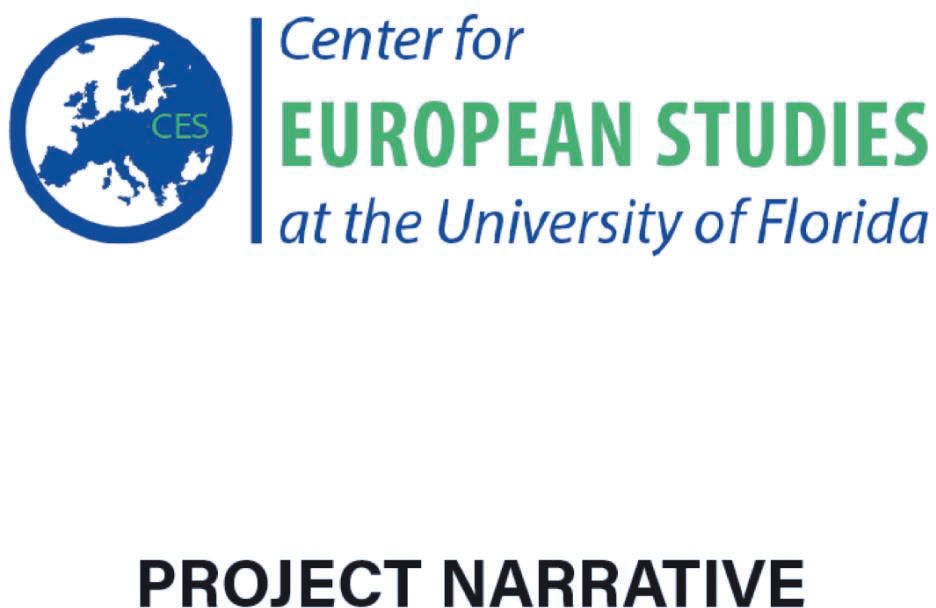 CES
Center for
EUROPEAN STUDIES
at the University of Florida
PROJECT NARRATIVE